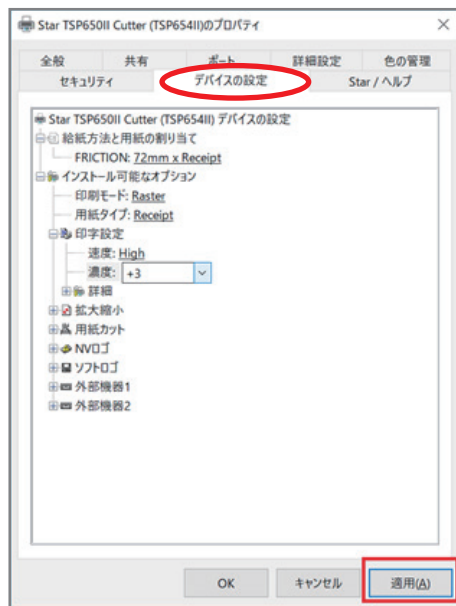 Star TSP650II Cutter (TSP654II)のプロパティ
全般 共有 ポート 詳細設定 色の管理
セキュリティ デバイスの設定 Star / ヘルプ
Star TSP650II Cutter (TSP654II) デバイスの設定
給紙方法と用紙の割り当て
FRICTION: 72mm x Receipt
インストール可能なオプション
印刷モード: Raster
用紙タイプ: Receipt
印字設定
速度: High
濃度: +3
詳細
拡大縮小
用紙カット
NVロゴ
ソフトロゴ
外部機器1
外部機器2
OK キャンセル 適用(A)